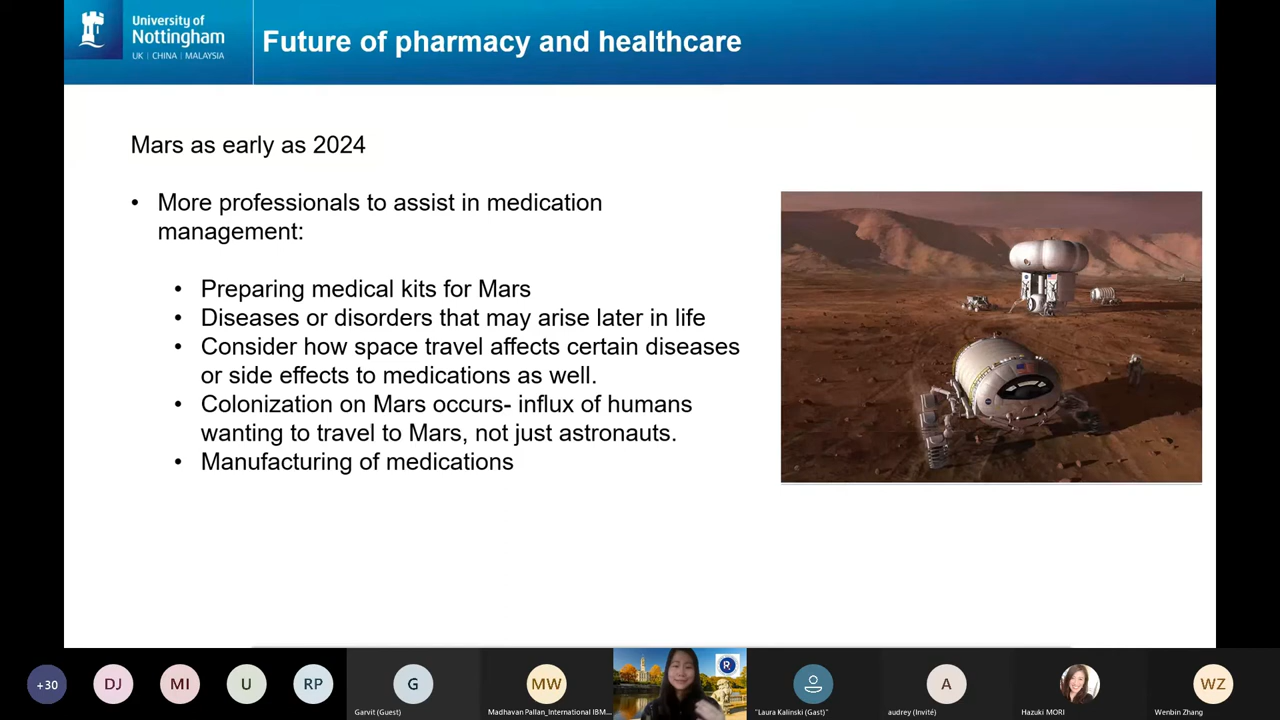 University of
Nottingham
UK | CHINA | MALAYSIA
Future of pharmacy and healthcare
Mars as early as 2024
• More professionals to assist in medication
management:
• Preparing medical kits for Mars
• Diseases or disorders that may arise later in life
• Consider how space travel affects certain diseases
or side effects to medications as well.
• Colonization on Mars occurs- influx of humans
wanting to travel to Mars, not just astronauts.
• Manufacturing of medications
+30
DJ
MI
U
RP
G
MW
R
A
WZ
Garvit (Guest)
Madhavan Pallan_International IBM...
"Laura Kalinski (Gast)"
audrey (Invité)
Hazuki MORI
Wenbin Zhang